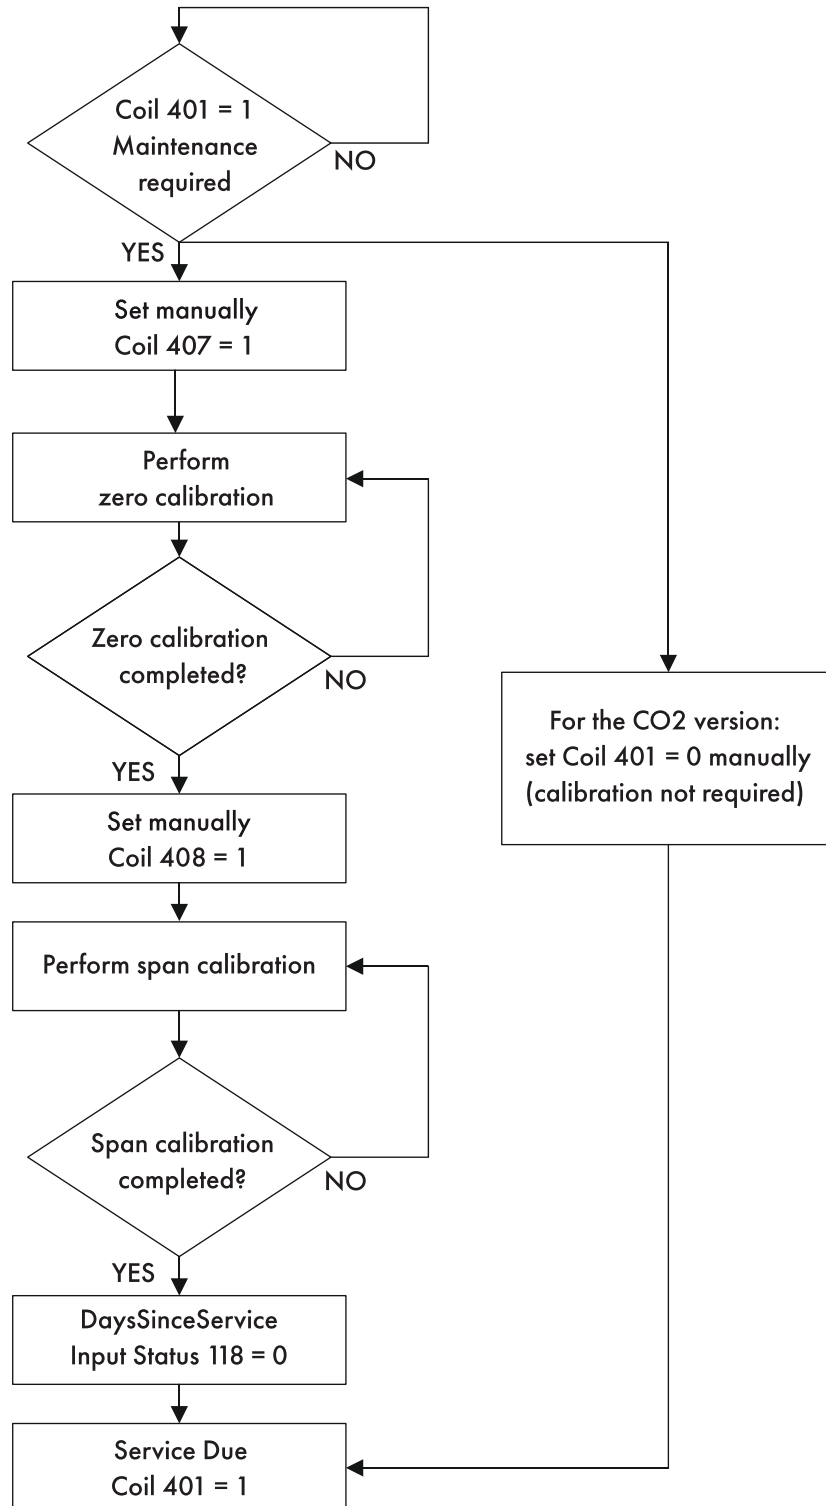 Coil 401 = 1
Maintenance
required
NO
YES
Set manually
Coil 407 = 1
Perform
zero calibration
Zero calibration
completed?
NO
YES
Set manually
Coil 408 = 1
Perform span calibration
Span calibration
completed?
NO
YES
DaysSinceService
Input Status 118 = 0
Service Due
Coil 401 = 1
For the CO2 version:
set Coil 401 = 0 manually
(calibration not required)